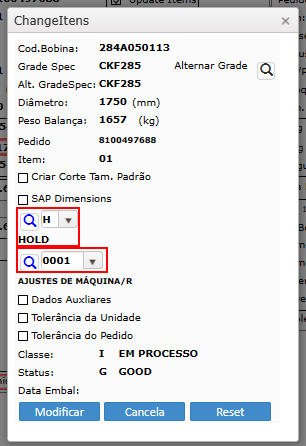 ChangeItens ×
Cod.Bobina: 284A050113
Grade Spec CKF285 Alternar Grade
Alt. GradeSpec: CKF285
Diâmetro: 1750 (mm)
Peso Balança: 1657 (kg)
Pedido 8100497688
Item: 01
Criar Corte Tam. Padrão
SAP Dimensions
H
HOLD
0001
AJUSTES DE MÁQUINA/R
Dados Auxliares
Tolerância da Unidade
Tolerância do Pedido
Classe: I EM PROCESSO
Status: G GOOD
Data Embal:
Modificar Cancela Reset